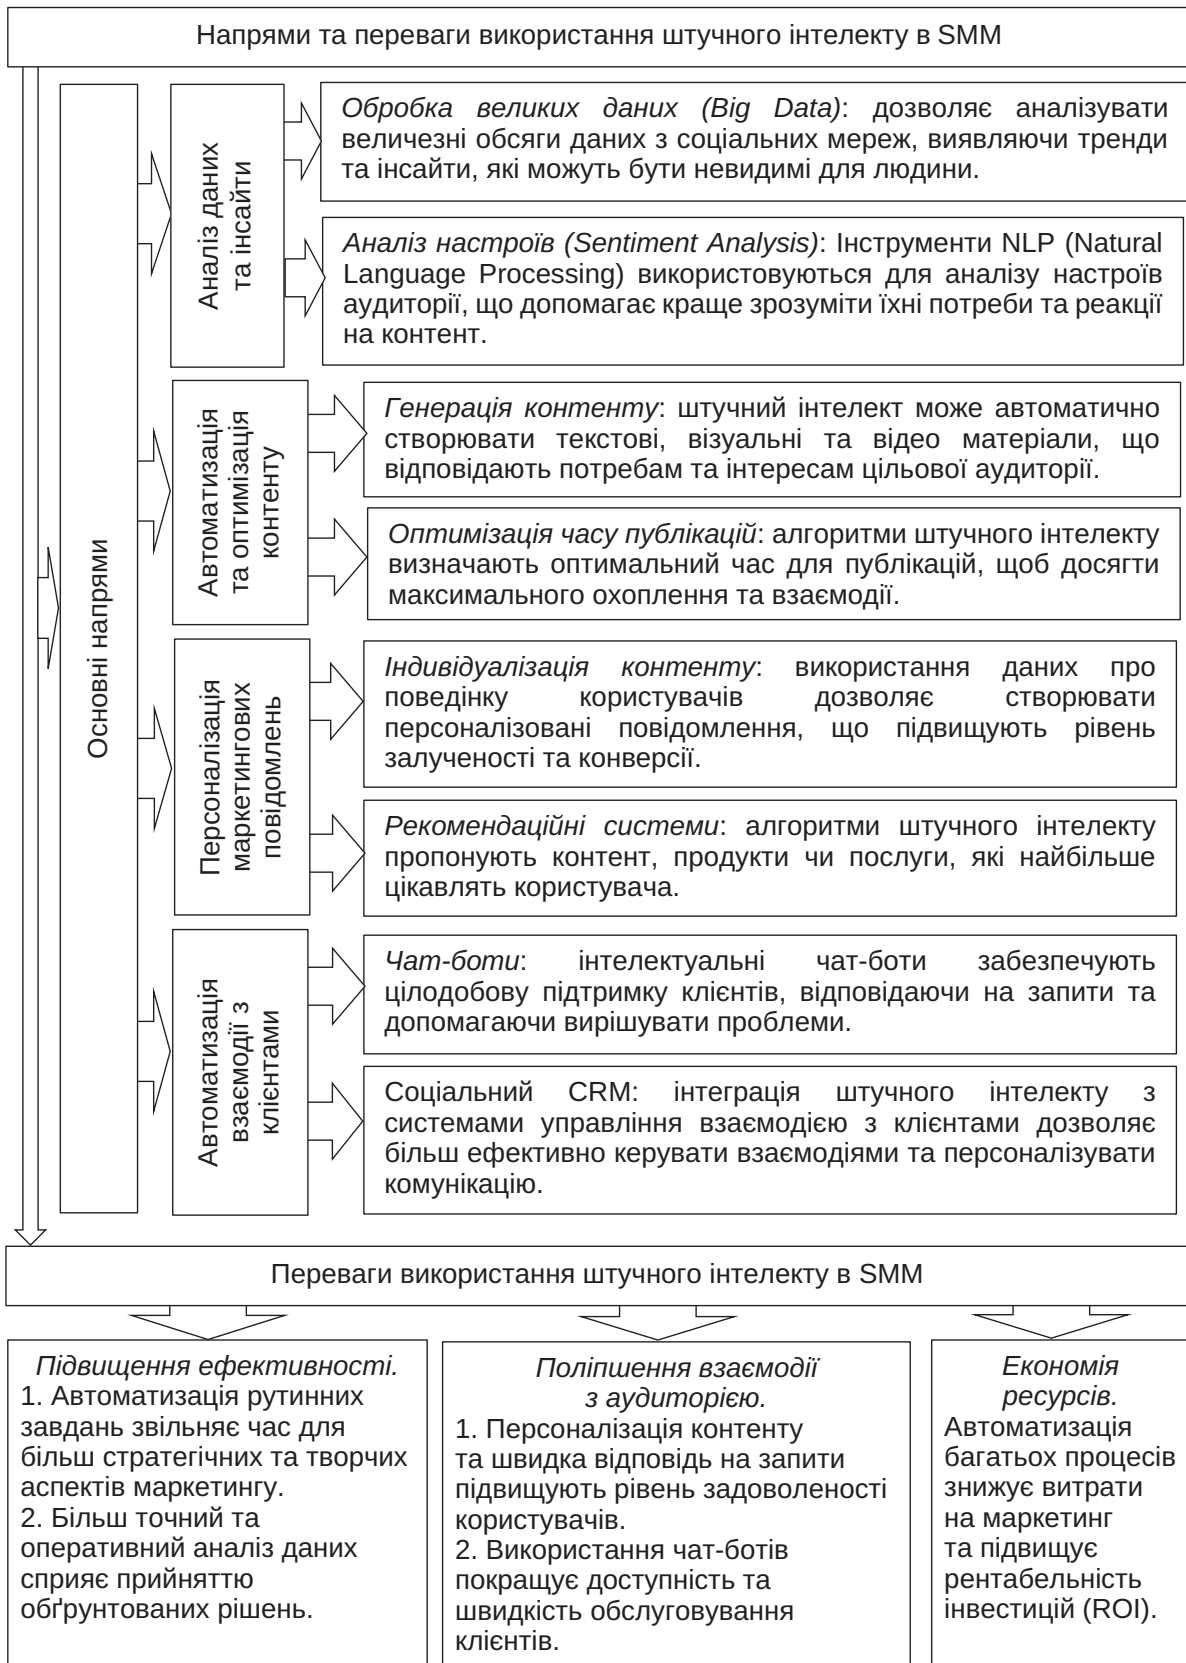 Напрями та переваги використання штучного інтелекту в SMM
Основні напрями
Аналіз даних
та інсайти
Обробка великих даних (Big Data): дозволяє аналізувати
величезні обсяги даних з соціальних мереж, виявляючи тренди
та інсайти, які можуть бути невидимі для людини.
Аналіз настроїв (Sentiment Analysis): Інструменти NLP (Natural
Language Processing) використовуються для аналізу настроїв
аудиторії, що допомагає краще зрозуміти їхні потреби та реакції
на контент.
Автоматизація
та оптимізація
контенту
Генерація контенту: штучний інтелект може автоматично
створювати текстові, візуальні та відео матеріали, що
відповідають потребам та інтересам цільової аудиторії.
Оптимізація часу публікацій: алгоритми штучного інтелекту
визначають оптимальний час для публікацій, щоб досягти
максимального охоплення та взаємодії.
Персоналізація
маркетингових
повідомлень
Індивідуалізація контенту: використання даних про
поведінку користувачів дозволяє створювати
персоналізовані повідомлення, що підвищують рівень
залученості та конверсії.
Рекомендаційні системи: алгоритми штучного інтелекту
пропонують контент, продукти чи послуги, які найбільше
цікавлять користувача.
Автоматизація
взаємодії з
клієнтами
Чат-боти: інтелектуальні чат-боти забезпечують
цілодобову підтримку клієнтів, відповідаючи на запити та
допомагаючи вирішувати проблеми.
Соціальний CRM: інтеграція штучного інтелекту з
системами управління взаємодією з клієнтами дозволяє
більш ефективно керувати взаємодіями та персоналізувати
комунікацію.
Переваги використання штучного інтелекту в SMM
Підвищення ефективності.
1. Автоматизація рутинних
завдань звільняє час для
більш стратегічних та творчих
аспектів маркетингу.
2. Більш точний та
оперативний аналіз даних
сприяє прийняттю
обґрунтованих рішень.
Поліпшення взаємодії
з аудиторією.
1. Персоналізація контенту
та швидка відповідь на запити
підвищують рівень задоволеності
користувачів.
2. Використання чат-ботів
покращує доступність та
швидкість обслуговування
клієнтів.
Економія
ресурсів.
Автоматизація
багатьох процесів
знижує витрати
на маркетинг
та підвищує
рентабельність
інвестицій (ROI).